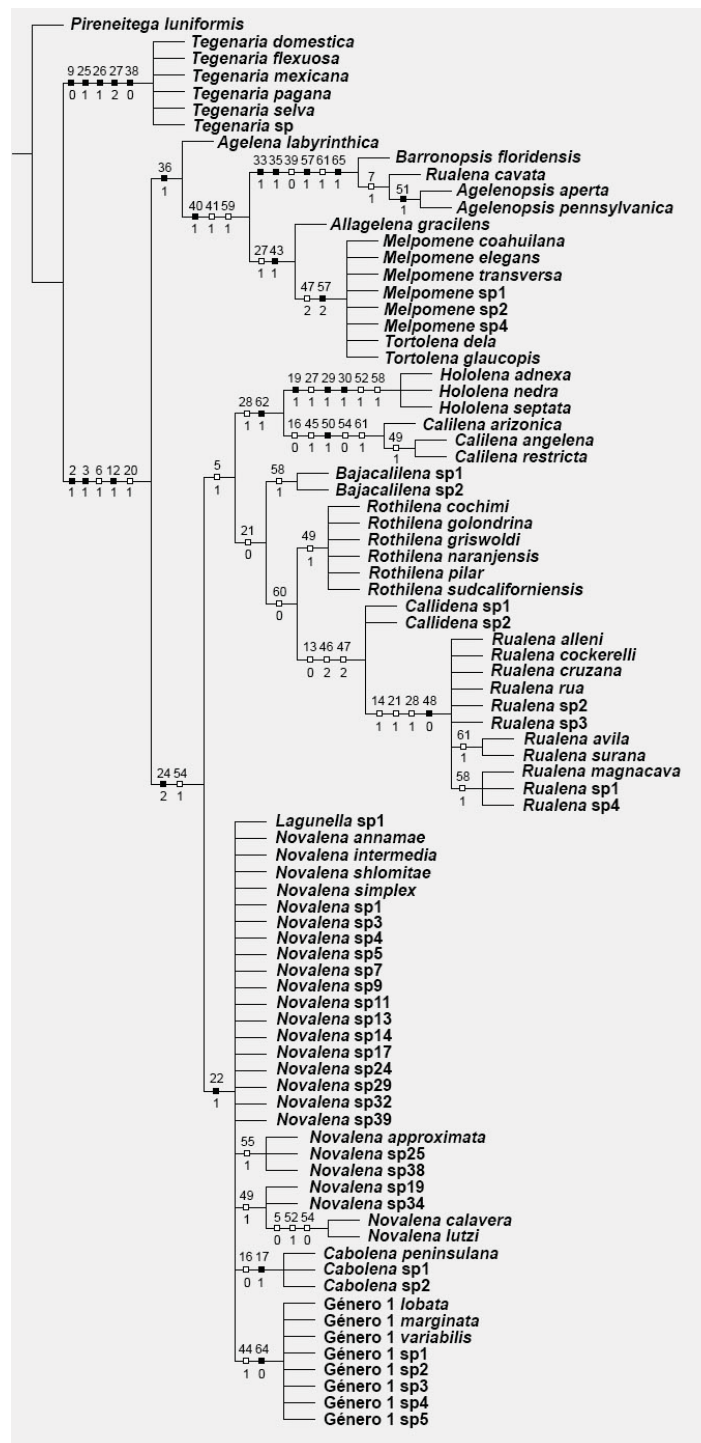 Pireneitega luniformis
Tegenaria domestica
Tegenaria flexuosa
9 25 26 27 38
Tegenaria mexicana
0 1 1 2 0
Tegenaria pagana
Tegenaria selva
Tegenaria sp
Agelena labyrinthica
33 35 39 57 61 65
Barronopsis floridensis
36
1 1 0 1 1 1
7
Rualena cavata
1
1
51
Agelenopsis aperta
40 41 59
1
Agelenopsis pennsylvanica
1 1 1
Allagelena gracilens
27 43
Melpomene coahuilana
1 1
Melpomene elegans
Melpomene transversa
47 57
Melpomene sp1
2 2
Melpomene sp2
Melpomene sp4
Tortolena dela
Tortolena glaucopis
19 27 29 30 52 58
Hololena adnexa
1 1 1 1 1 1
Hololena nedra
28 62
Hololena septata
1 1
16 45 50 54 61
Calilena arizonica
0 1 1 0 1
49
Calilena angelena
1
Calilena restricta
2 3 6 12 20
5
58
Bajacalilena sp1
1 1 1 1 1
1
1
Bajacalilena sp2
Rothilena cochimi
21
Rothilena golondrina
0
49
Rothilena griswoldi
1
Rothilena naranjensis
Rothilena pilar
60
Rothilena sudcaliforniensis
0
Callidena sp1
Callidena sp2
13 46 47
Rualena alleni
0 2 2
Rualena cockerelli
Rualena cruzana
Rualena rua
14 21 28 48
Rualena sp2
1 1 1 0
Rualena sp3
61
Rualena avila
1
Rualena surana
24 54
58
Rualena magnacava
2 1
1
Rualena sp1
Rualena sp4
Lagunella sp1
Novalena annamae
Novalena intermedia
Novalena shlomitae
Novalena simplex
Novalena sp1
Novalena sp3
Novalena sp4
Novalena sp5
Novalena sp7
Novalena sp9
Novalena sp11
Novalena sp13
Novalena sp14
Novalena sp17
Novalena sp24
22
Novalena sp29
1
Novalena sp32
Novalena sp39
55
Novalena approximata
1
Novalena sp25
Novalena sp38
49
Novalena sp19
1
Novalena sp34
5 52 54
Novalena calavera
0 1 0
Novalena lutzi
16 17
Cabolena peninsulana
0 1
Cabolena sp1
Cabolena sp2
Género 1 lobata
Género 1 marginata
Género 1 variabilis
44 64
Género 1 sp1
1 0
Género 1 sp2
Género 1 sp3
Género 1 sp4
Género 1 sp5